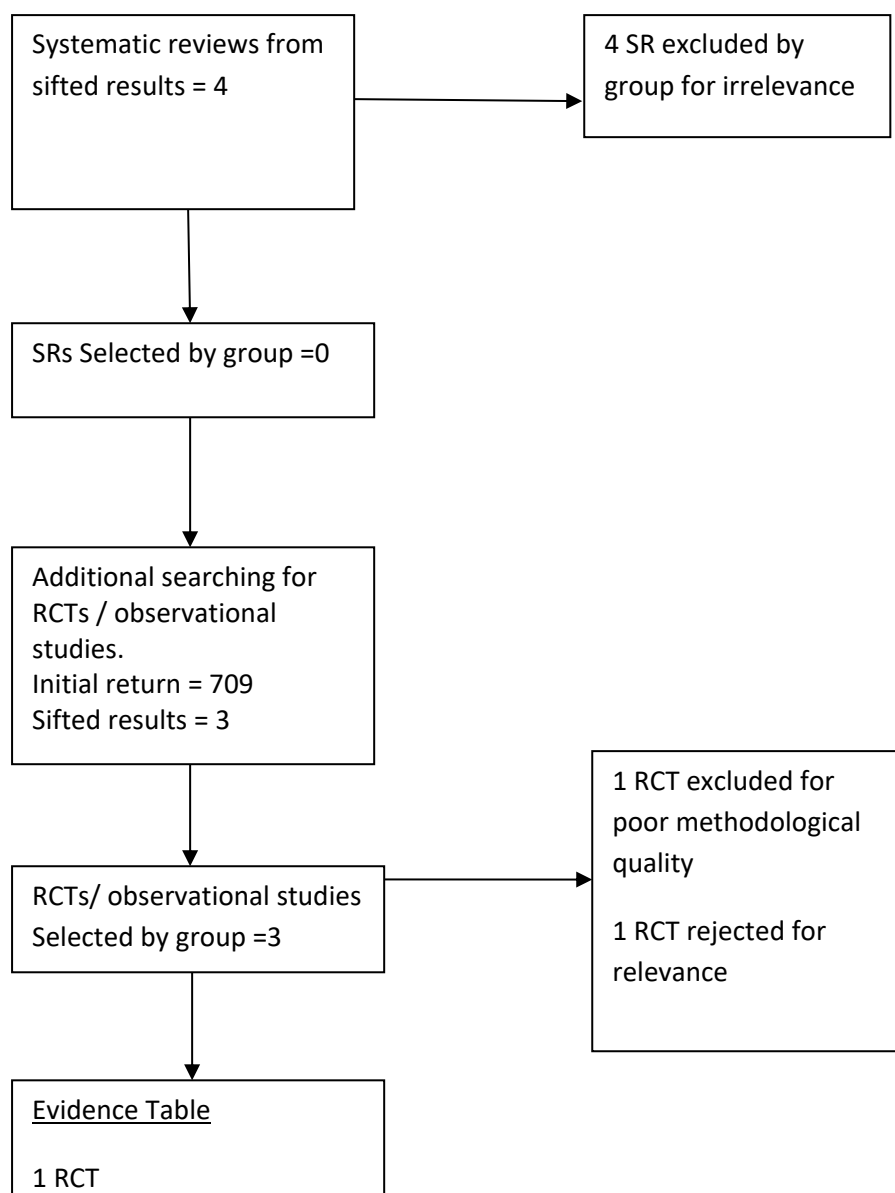 Systematic reviews from
sifted results = 4
4 SR excluded by
group for irrelevance
SRs Selected by group =0
Additional searching for
RCTs / observational
studies.
Initial return = 709
Sifted results = 3
1 RCT excluded for
poor methodological
quality
1 RCT rejected for
relevance
RCTs/ observational studies
Selected by group =3
Evidence Table
1 RCT